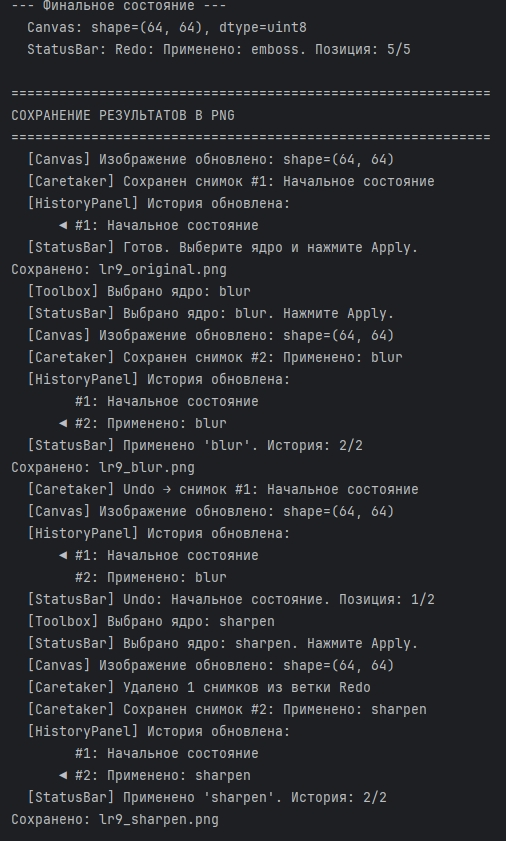 --- Финальное состояние ---
Canvas: shape=(64, 64), dtype=uint8
StatusBar: Redo: Применено: emboss. Позиция: 5/5
============================================================
СОХРАНЕНИЕ РЕЗУЛЬТАТОВ В PNG
============================================================
[Canvas] Изображение обновлено: shape=(64, 64)
[Caretaker] Сохранен снимок #1: Начальное состояние
[HistoryPanel] История обновлена:
◄ #1: Начальное состояние
[StatusBar] Готов. Выберите ядро и нажмите Apply.
Сохранено: lr9_original.png
[Toolbox] Выбрано ядро: blur
[StatusBar] Выбрано ядро: blur. Нажмите Apply.
[Canvas] Изображение обновлено: shape=(64, 64)
[Caretaker] Сохранен снимок #2: Применено: blur
[HistoryPanel] История обновлена:
#1: Начальное состояние
◄ #2: Применено: blur
[StatusBar] Применено 'blur'. История: 2/2
Сохранено: lr9_blur.png
[Caretaker] Undo → снимок #1: Начальное состояние
[Canvas] Изображение обновлено: shape=(64, 64)
[HistoryPanel] История обновлена:
◄ #1: Начальное состояние
#2: Применено: blur
[StatusBar] Undo: Начальное состояние. Позиция: 1/2
[Toolbox] Выбрано ядро: sharpen
[StatusBar] Выбрано ядро: sharpen. Нажмите Apply.
[Canvas] Изображение обновлено: shape=(64, 64)
[Caretaker] Удалено 1 снимков из ветки Redo
[Caretaker] Сохранен снимок #2: Применено: sharpen
[HistoryPanel] История обновлена:
#1: Начальное состояние
◄ #2: Применено: sharpen
[StatusBar] Применено 'sharpen'. История: 2/2
Сохранено: lr9_sharpen.png